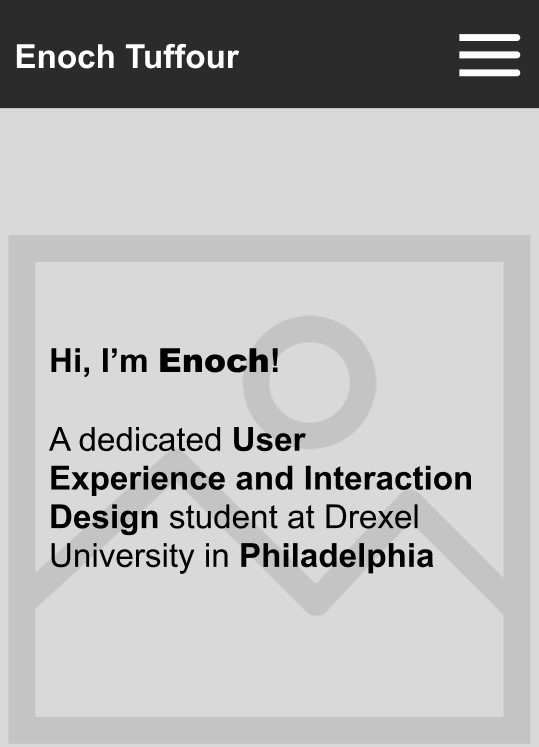 Enoch Tuffour
Hi, I’m Enoch!
A dedicated User
Experience and Interaction
Design student at Drexel
University in Philadelphia